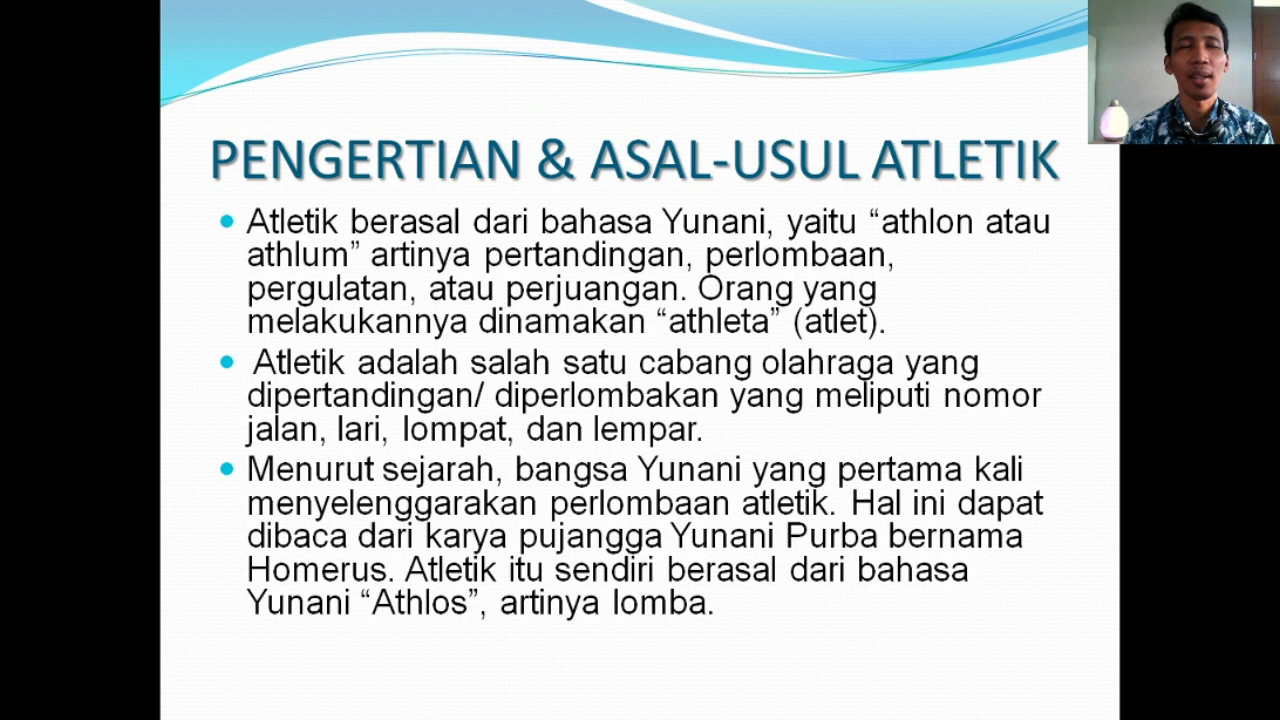 PENGERTIAN & ASAL-USUL ATLETIK
• Atletik berasal dari bahasa Yunani, yaitu “athlon atau
athlum” artinya pertandingan, perlombaan,
pergulatan, atau perjuangan. Orang yang
melakukannya dinamakan “athleta” (atlet).
• Atletik adalah salah satu cabang olahraga yang
dipertandingan/ diperlombakan yang meliputi nomor
jalan, lari, lompat, dan lempar.
• Menurut sejarah, bangsa Yunani yang pertama kali
menyelenggarakan perlombaan atletik. Hal ini dapat
dibaca dari karya pujangga Yunani Purba bernama
Homerus. Atletik itu sendiri berasal dari bahasa
Yunani “Athlos”, artinya lomba.